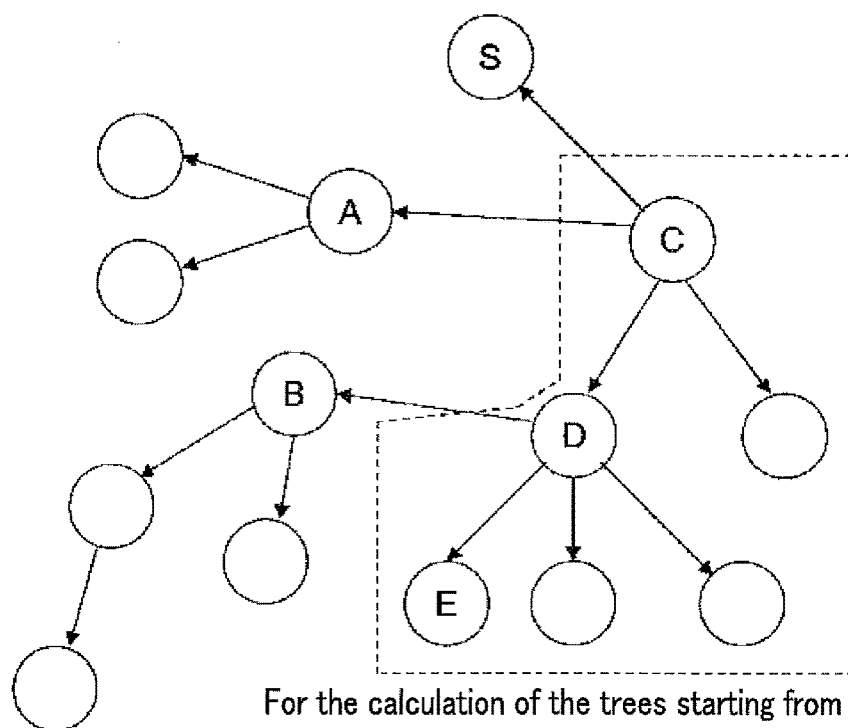 S
A
C
B
D
E
For the calculation of the trees starting from